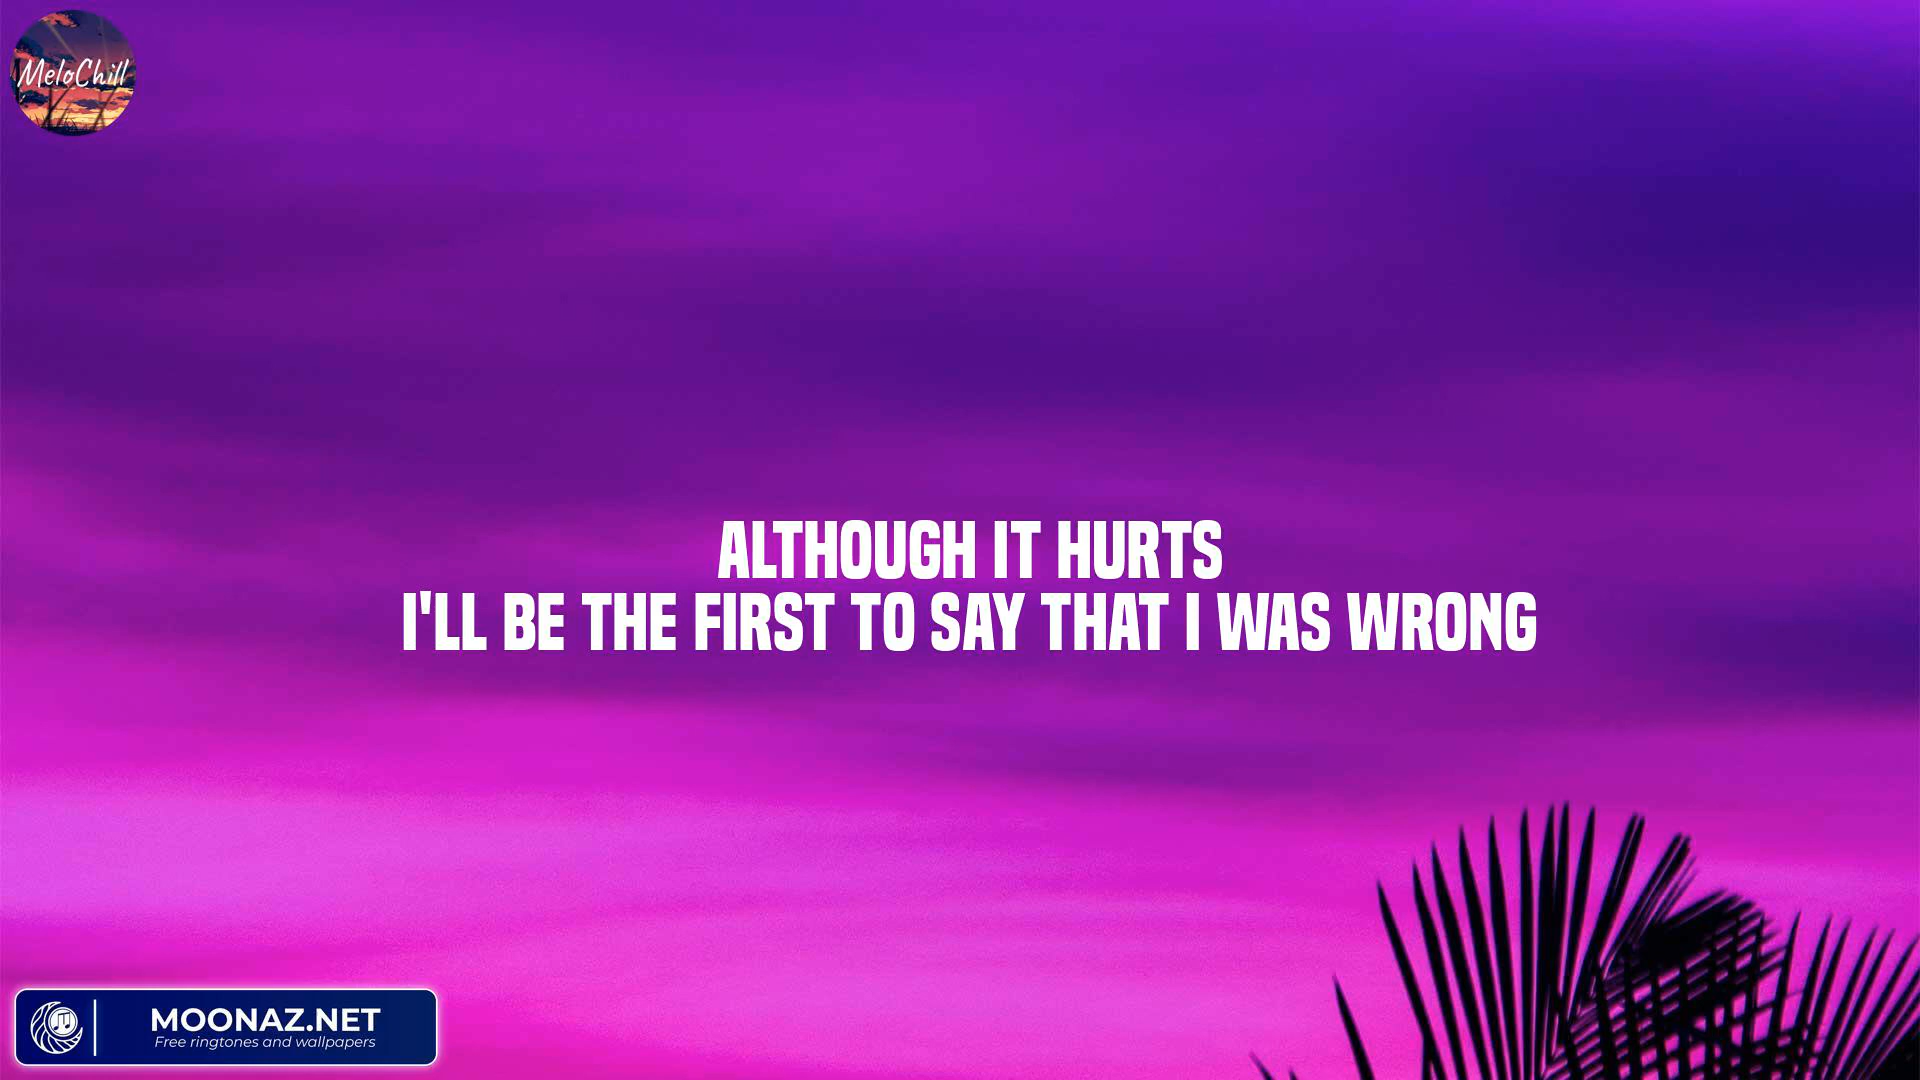 MeloChill
ALTHOUGH IT HURTS
I'LL BE THE FIRST TO SAY THAT I WAS WRONG
MOONAZ.NET
Free ringtones and wallpapers